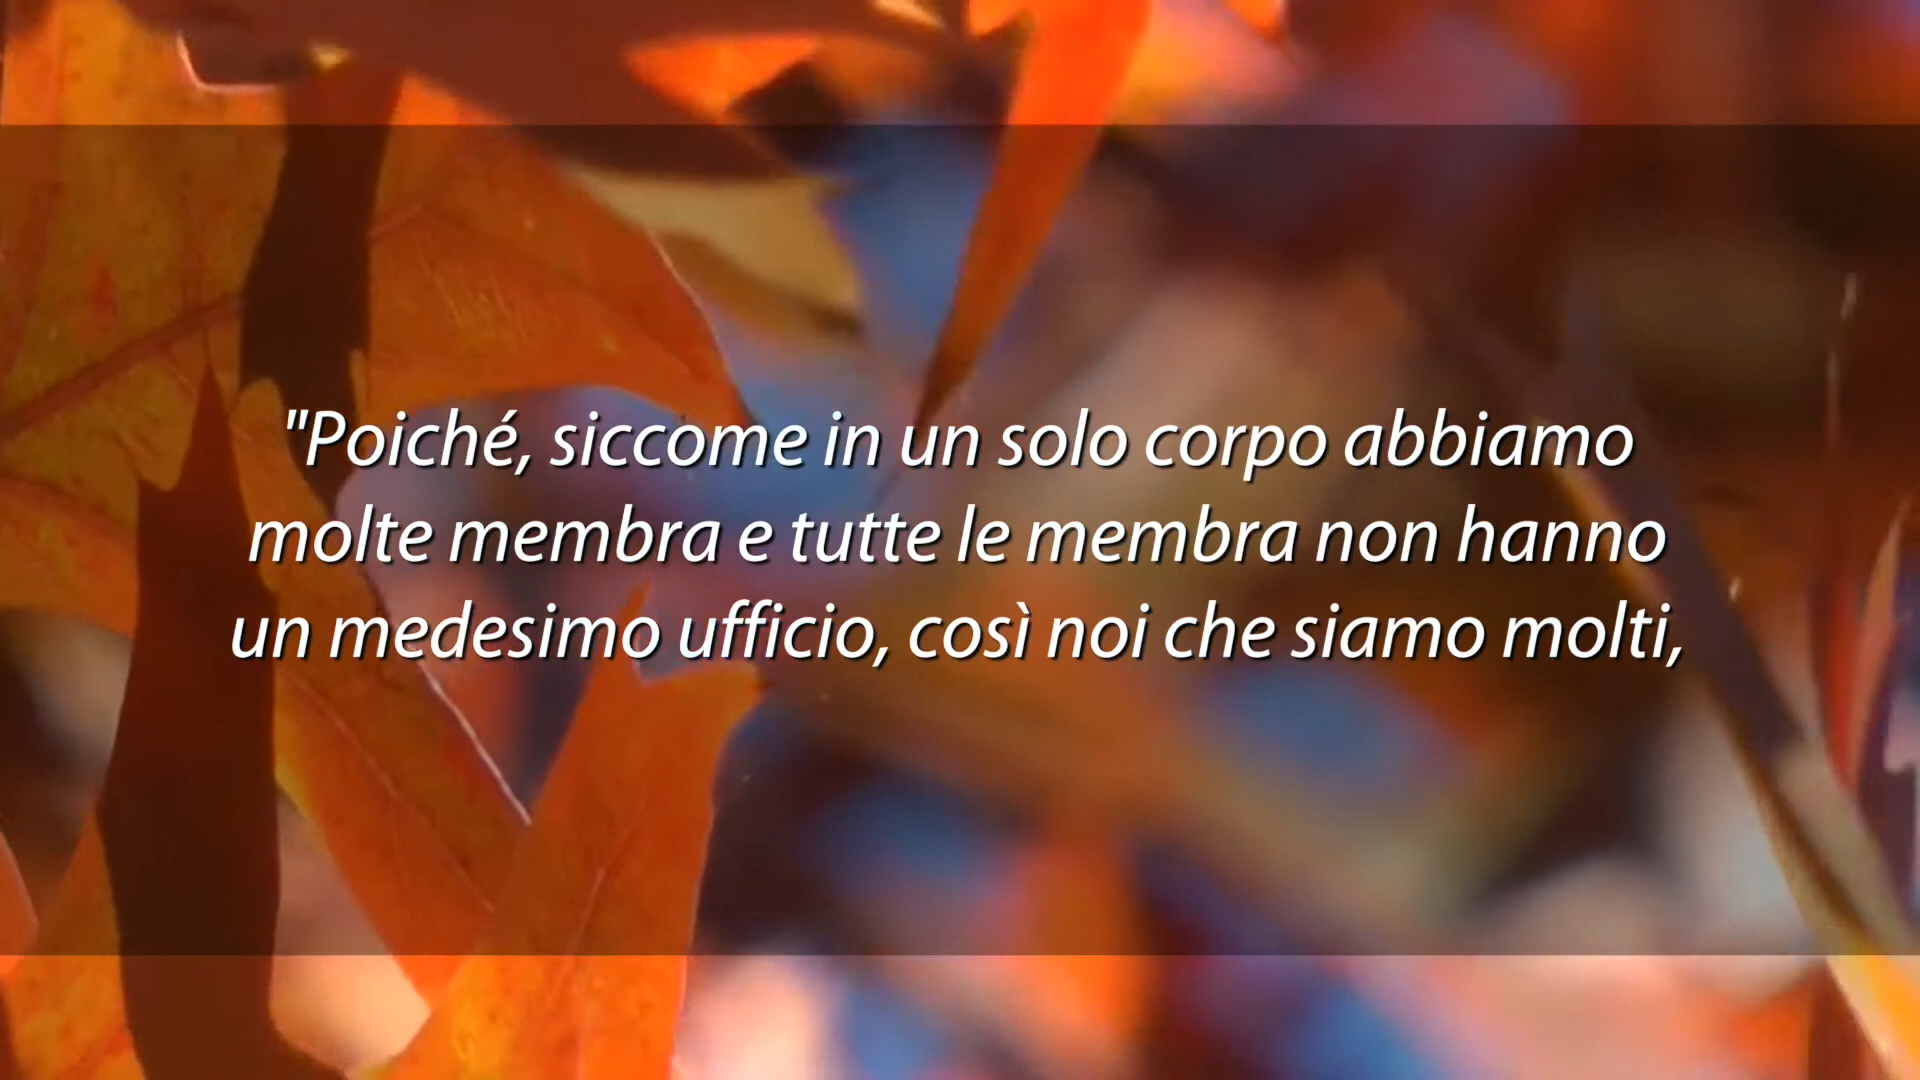 "Poiché, siccome in un solo corpo abbiamo
molte membra e tutte le membra non hanno
un medesimo ufficio, così noi che siamo molti,